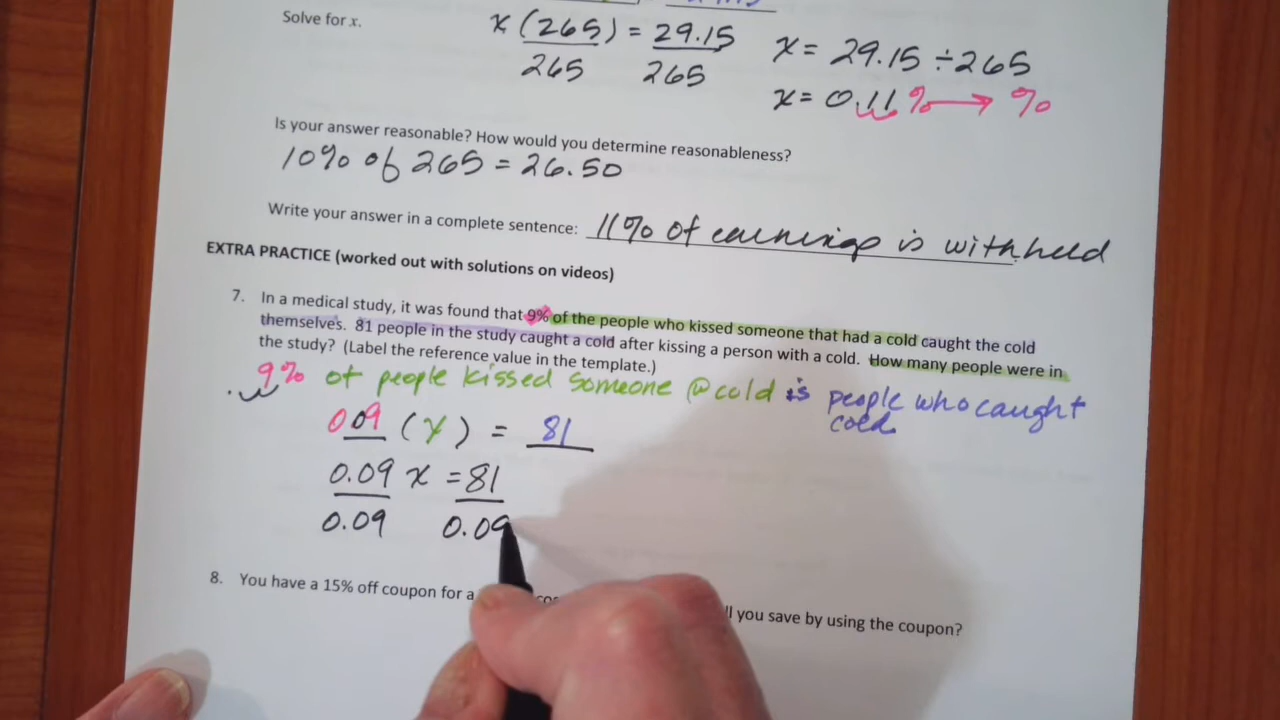 Solve for x.
x (265) = 29.15
265 265
x = 29.15 ÷ 265
x = 0.11 % → %
Is your answer reasonable? How would you determine reasonableness?
10% of 265 = 26.50
Write your answer in a complete sentence: 11% of earnings is withheld
EXTRA PRACTICE (worked out with solutions on videos)
7. In a medical study, it was found that 9% of the people who kissed someone that had a cold caught the cold
themselves. 81 people in the study caught a cold after kissing a person with a cold. How many people were in
the study? (Label the reference value in the template.)
9% of people kissed someone @ cold is people who caught
cold
0.09 (x) = 81
0.09 x = 81
0.09 0.09
8. You have a 15% off coupon for a you save by using the coupon?